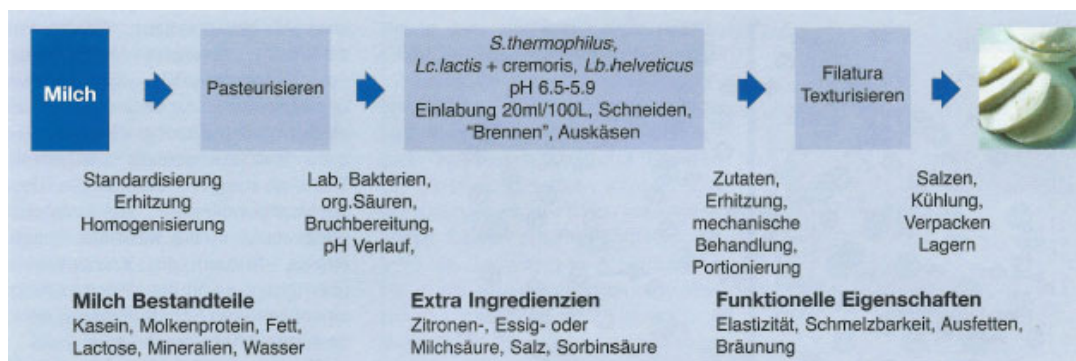 Milch
Pasteurisieren
S.thermophilus,
Lc.lactis + cremoris, Lb.helveticus
pH 6.5-5.9
Einlabung 20ml/100L, Schneiden,
“Brennen”, Auskäsen
Filatura
Texturisieren
Standardisierung
Erhitzung
Homogenisierung
Lab, Bakterien,
org.Säuren,
Bruchbereitung,
pH Verlauf,
Zutaten,
Erhitzung,
mechanische
Behandlung,
Portionierung
Salzen,
Kühlung,
Verpacken
Lagern
Milch Bestandteile
Kasein, Molkenprotein, Fett,
Lactose, Mineralien, Wasser
Extra Ingredienzien
Zitronen-, Essig- oder
Milchsäure, Salz, Sorbinsäure
Funktionelle Eigenschaften
Elastizität, Schmelzbarkeit, Ausfetten,
Bräunung